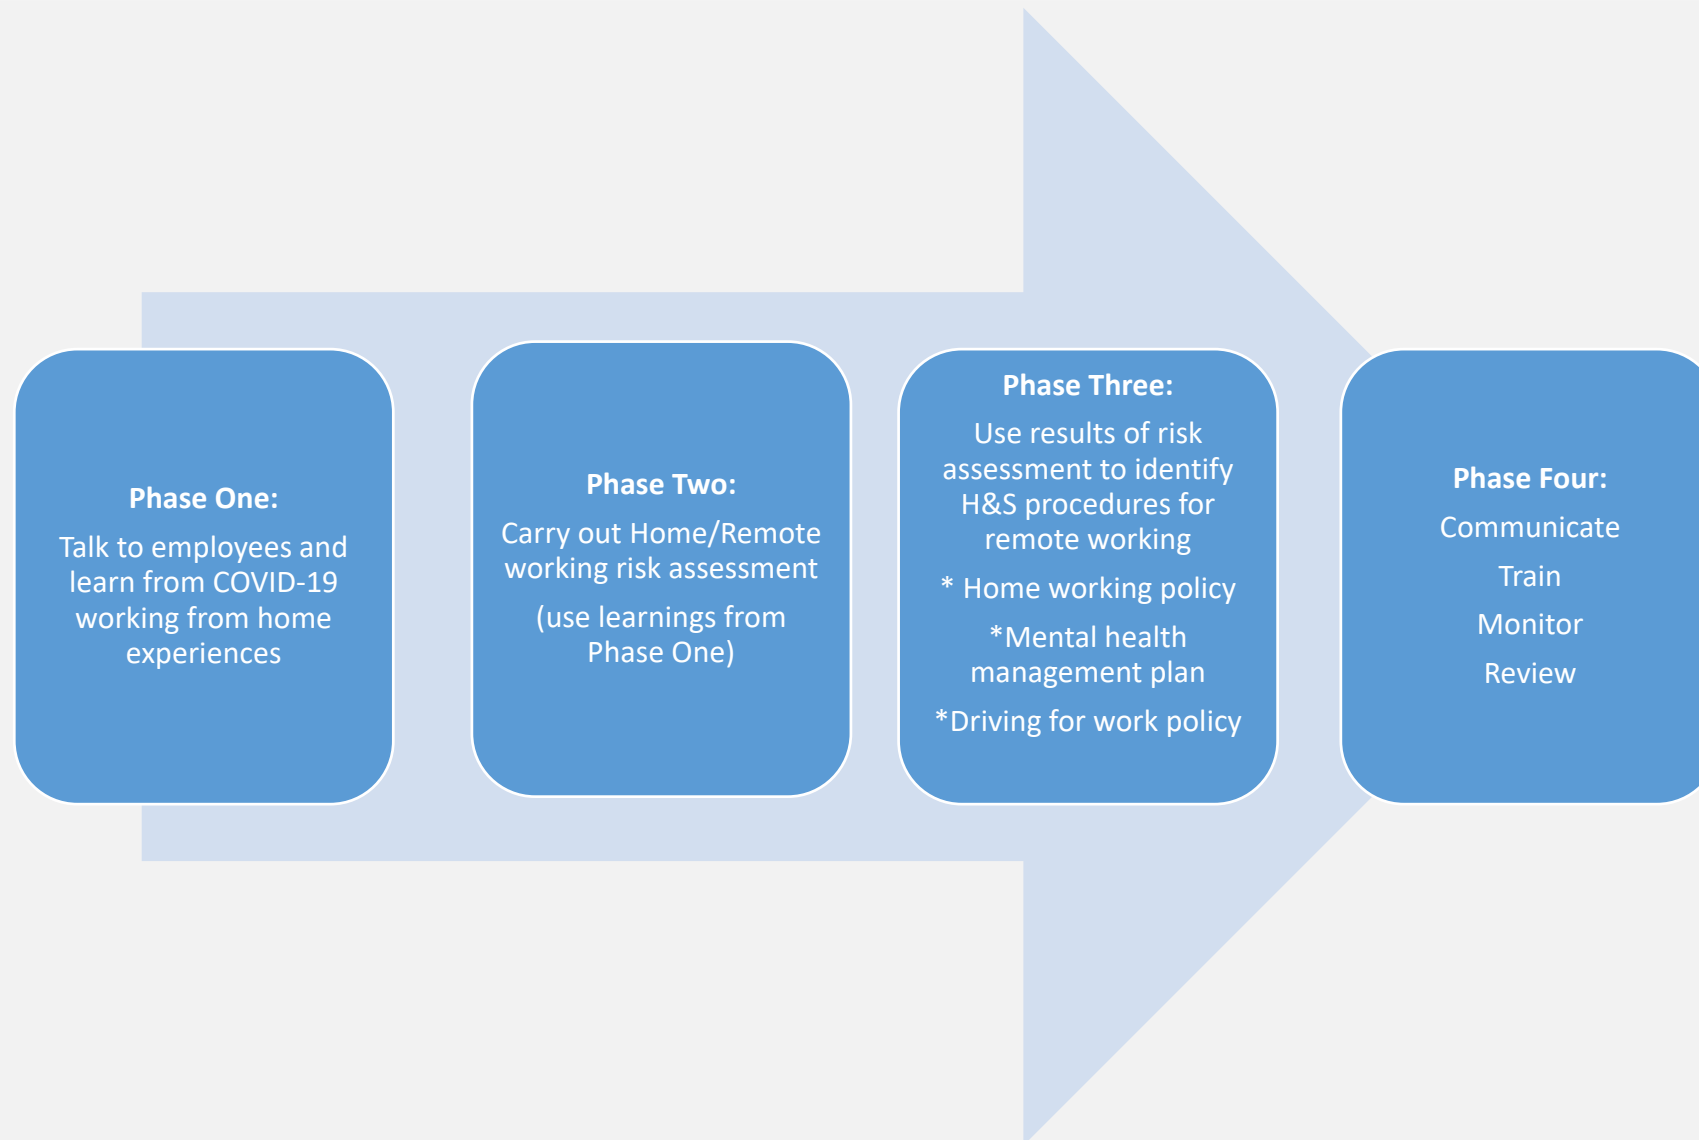 Phase One:
Talk to employees and
learn from COVID-19
working from home
experiences
Phase Two:
Carry out Home/Remote
working risk assessment
(use learnings from
Phase One)
Phase Three:
Use results of risk
assessment to identify
H&S procedures for
remote working
* Home working policy
*Mental health
management plan
*Driving for work policy
Phase Four:
Communicate
Train
Monitor
Review